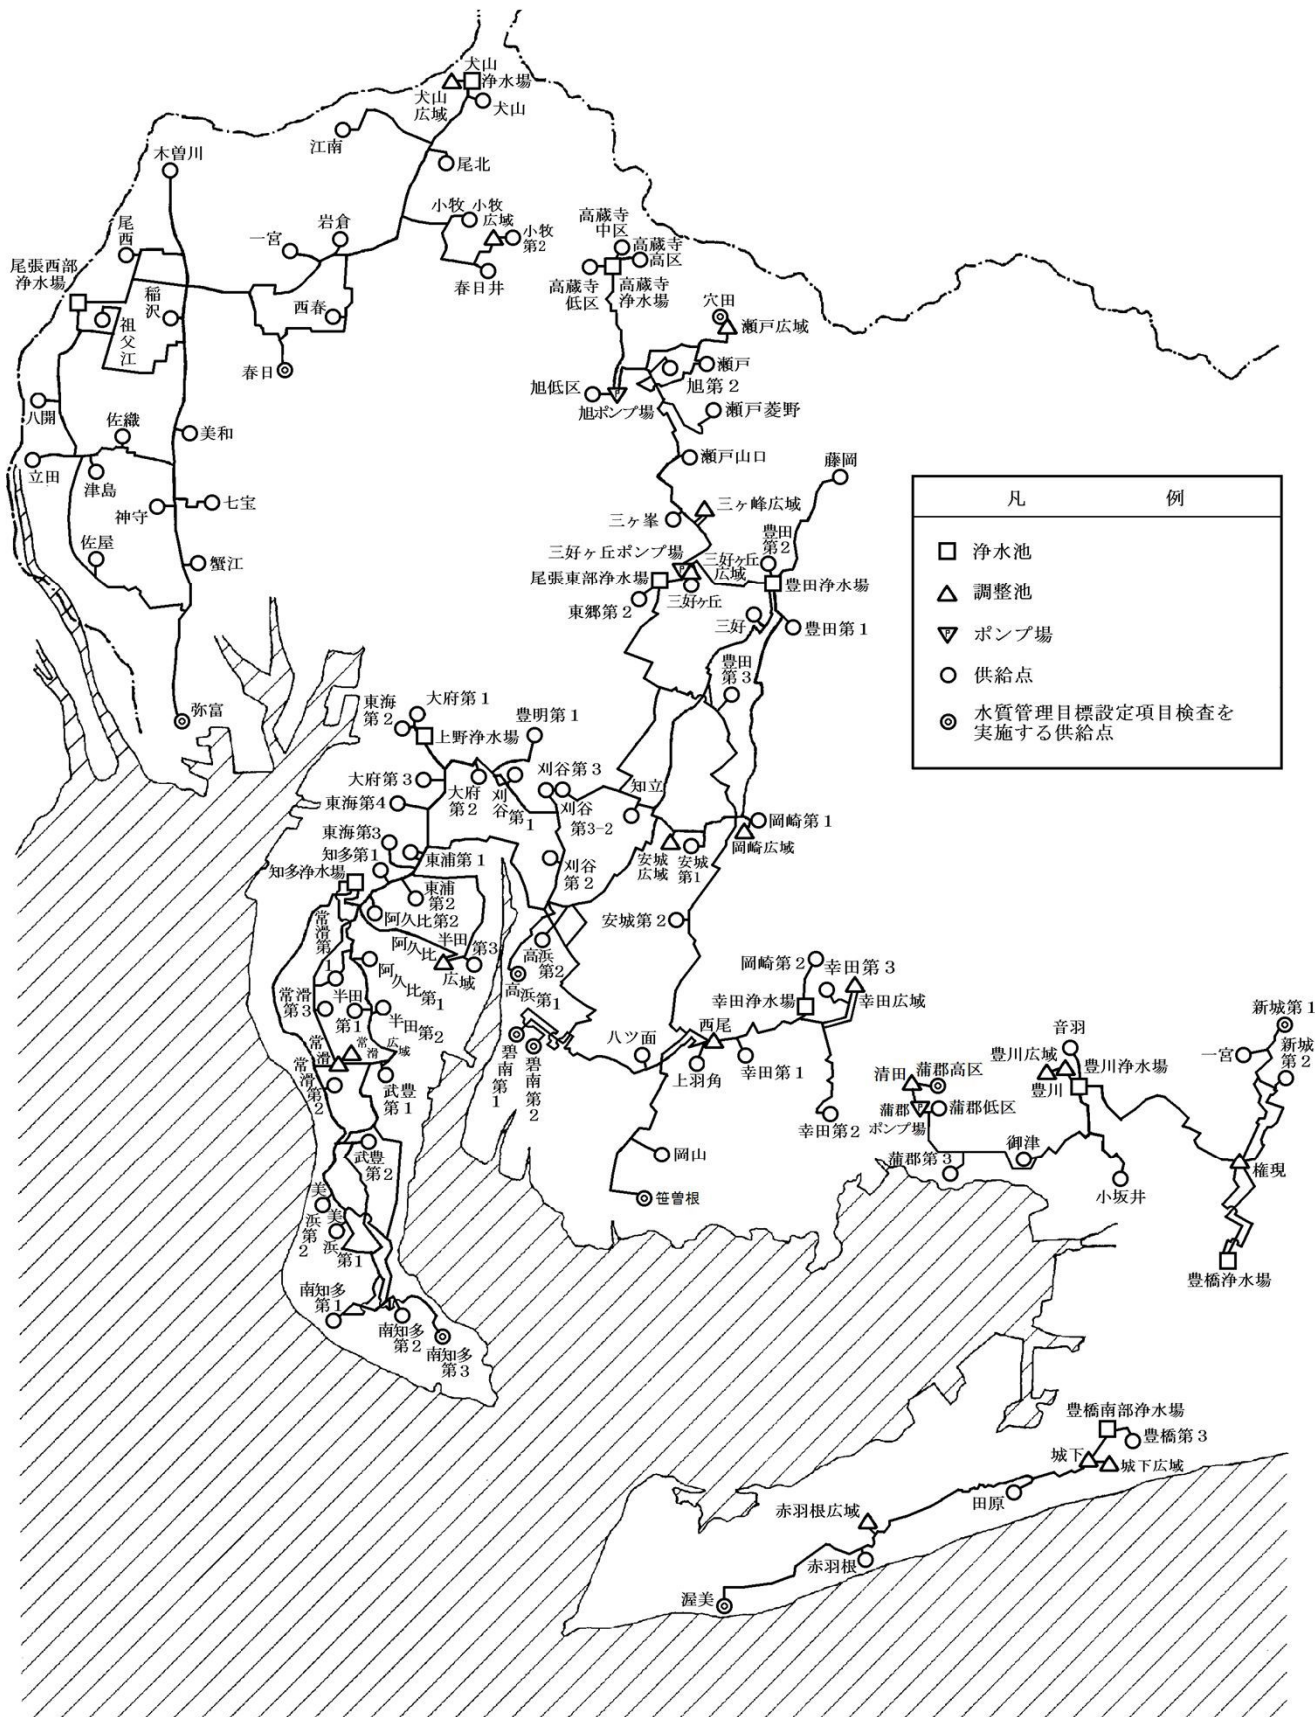 犬山
浄水場
犬山
広域
犬山
江南
尾北
木曽川
小牧
小牧
広域
小牧
第2
春日井
岩倉
一宮
尾西
尾張西部
浄水場
稲沢
祖父江
西春
春日
高蔵寺
中区
高蔵寺
高区
高蔵寺
低区
高蔵寺
浄水場
穴田
瀬戸広域
瀬戸
旭第2
旭低区
旭ポンプ場
瀬戸菱野
八開
佐織
美和
立田
津島
神守
七宝
佐屋
蟹江
弥富
瀬戸山口
藤岡
三ヶ峰広域
三ヶ峯
豊田
第2
三好ヶ丘ポンプ場
三好ヶ丘
広域
尾張東部浄水場
豊田浄水場
三好ヶ丘
東郷第2
三好
豊田第1
豊田
第3
凡 例
浄水池
調整池
ポンプ場
供給点
水質管理目標設定項目検査を
実施する供給点
東海
第2
大府第1
上野浄水場
豊明第1
大府第3
大府
第2
刈谷
第1
刈谷第3
刈谷
第3-2
知立
東海第4
東海第3
知多第1
知多浄水場
東浦第1
東浦
第2
刈谷
第2
安城
広域
安城
第1
岡崎第1
岡崎広域
阿久比第2
阿久比
半田
第3
広域
常滑第1
阿久比第1
高浜
第2
高浜第1
安城第2
常滑
第3
半田
第1
半田
第2
常滑
広域
常滑
常滑
第2
武豊
第1
碧南第1
碧南第2
八ツ面
西尾
上羽角
岡崎第2
幸田第3
幸田浄水場
幸田広域
幸田第1
幸田第2
武豊
第2
岡山
笹曽根
美浜第2
美浜第1
南知多
第1
南知多
第2
南知多
第3
清田
蒲郡高区
蒲郡
ポンプ場
蒲郡低区
蒲郡第3
御津
音羽
豊川広域
豊川浄水場
豊川
小坂井
新城第1
一宮
新城
第2
権現
豊橋浄水場
豊橋南部浄水場
豊橋第3
城下
城下広域
田原
赤羽根広域
赤羽根
渥美